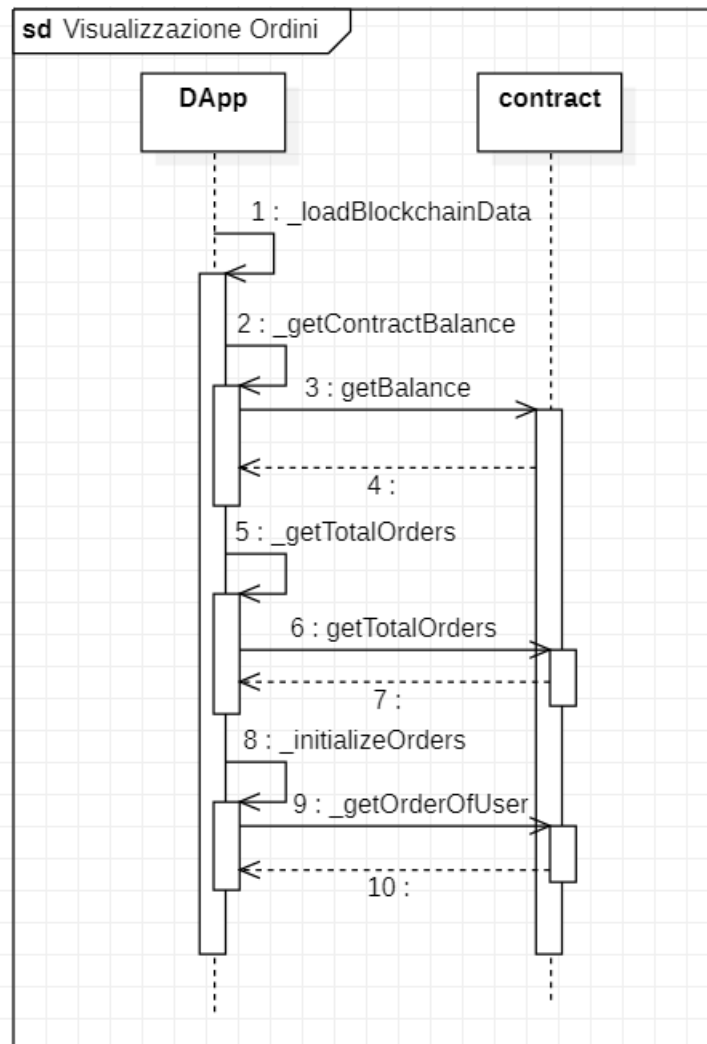 sd Visualizzazione Ordini
DApp
contract
1 : _loadBlockchainData
2 : _getContractBalance
3 : getBalance
4 :
5 : _getTotalOrders
6 : getTotalOrders
7 :
8 : _initializeOrders
9 : _getOrderOfUser
10 :